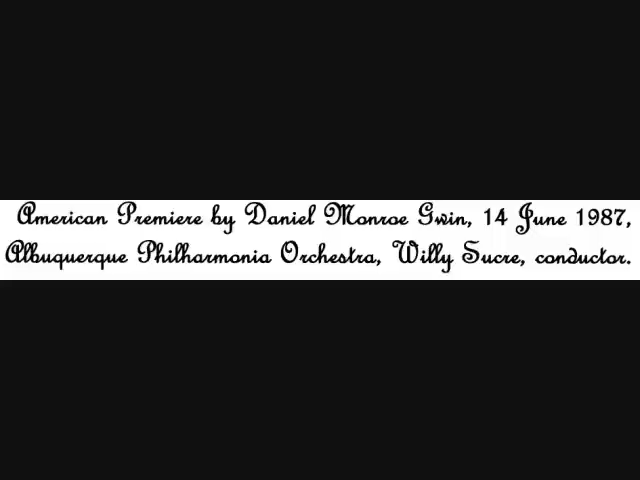 American Premiere by Daniel Monroe Gwin, 14 June 1987,
Albuquerque Philharmonia Orchestra, Willy Sucre, conductor.